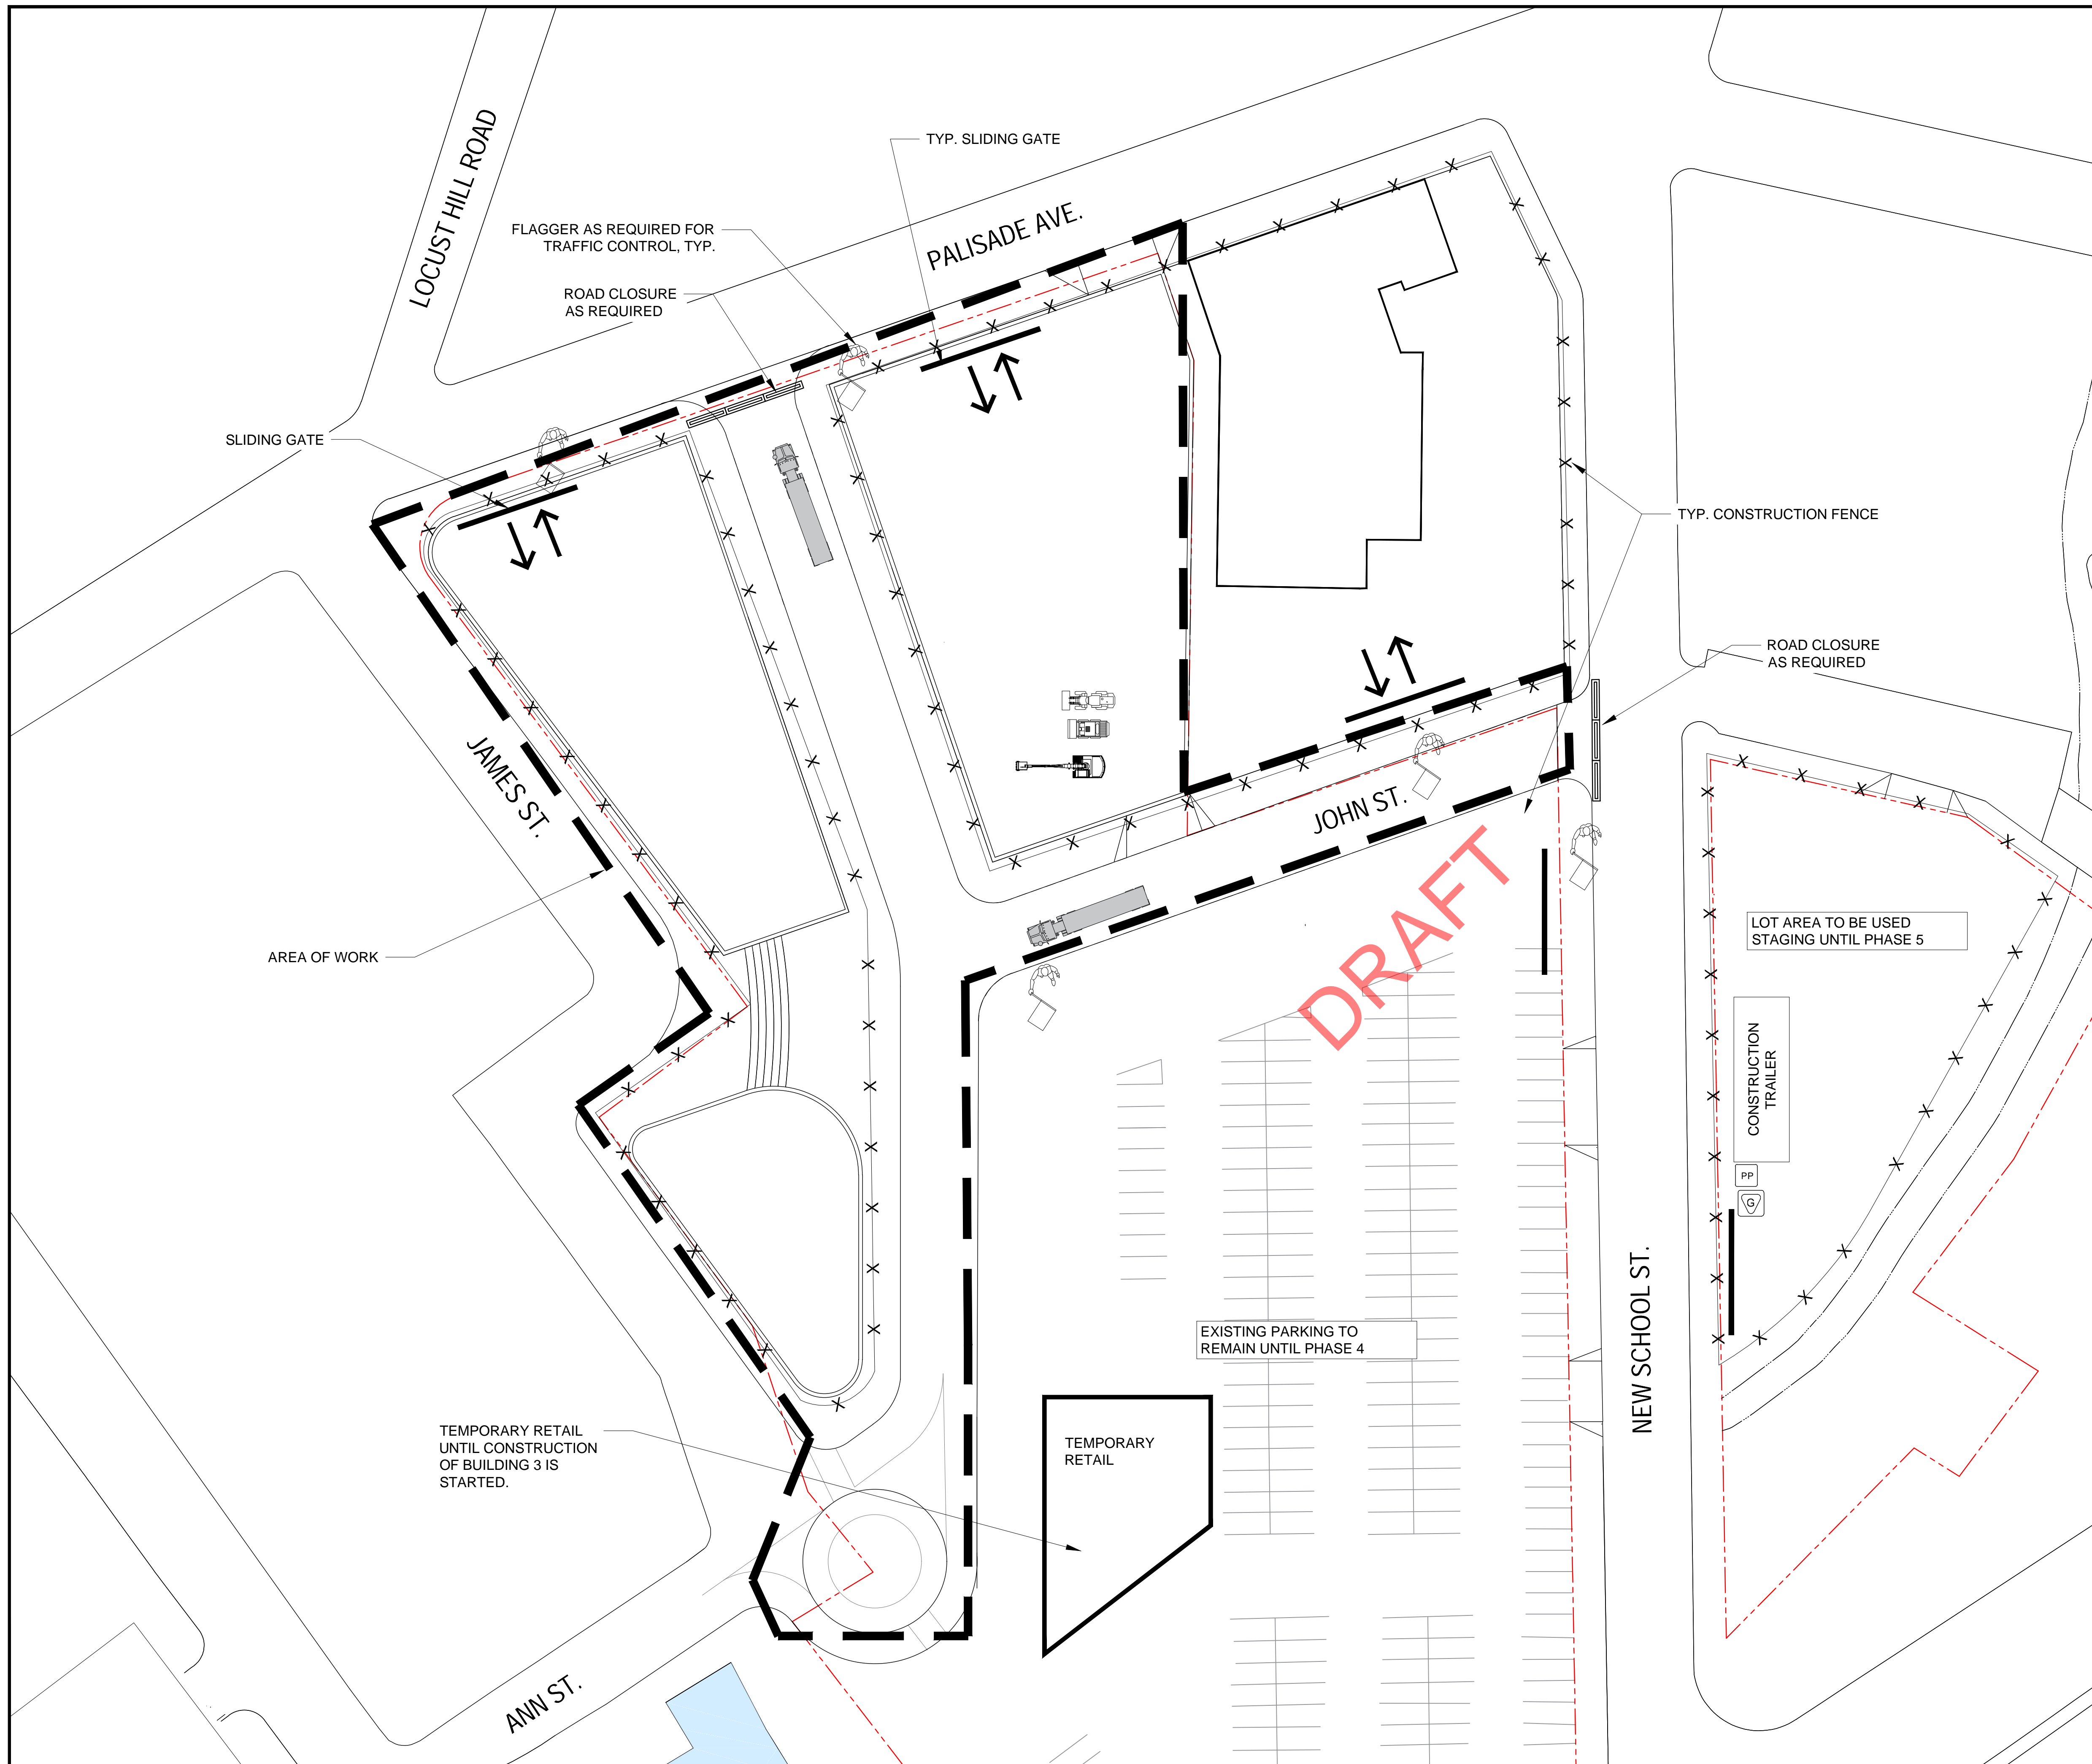 LOCUST HILL ROAD
TYP. SLIDING GATE
PALISADE AVE.
FLAGGER AS REQUIRED FOR
TRAFFIC CONTROL, TYP.
ROAD CLOSURE
AS REQUIRED
SLIDING GATE
TYP. CONSTRUCTION FENCE
ROAD CLOSURE
AS REQUIRED
JAMES ST.
JOHN ST.
DRAFT
AREA OF WORK
LOT AREA TO BE USED
STAGING UNTIL PHASE 5
CONSTRUCTION
TRAILER
PP
G
NEW SCHOOL ST.
EXISTING PARKING TO
REMAIN UNTIL PHASE 4
TEMPORARY RETAIL
UNTIL CONSTRUCTION
OF BUILDING 3 IS
STARTED.
TEMPORARY
RETAIL
ANN ST.